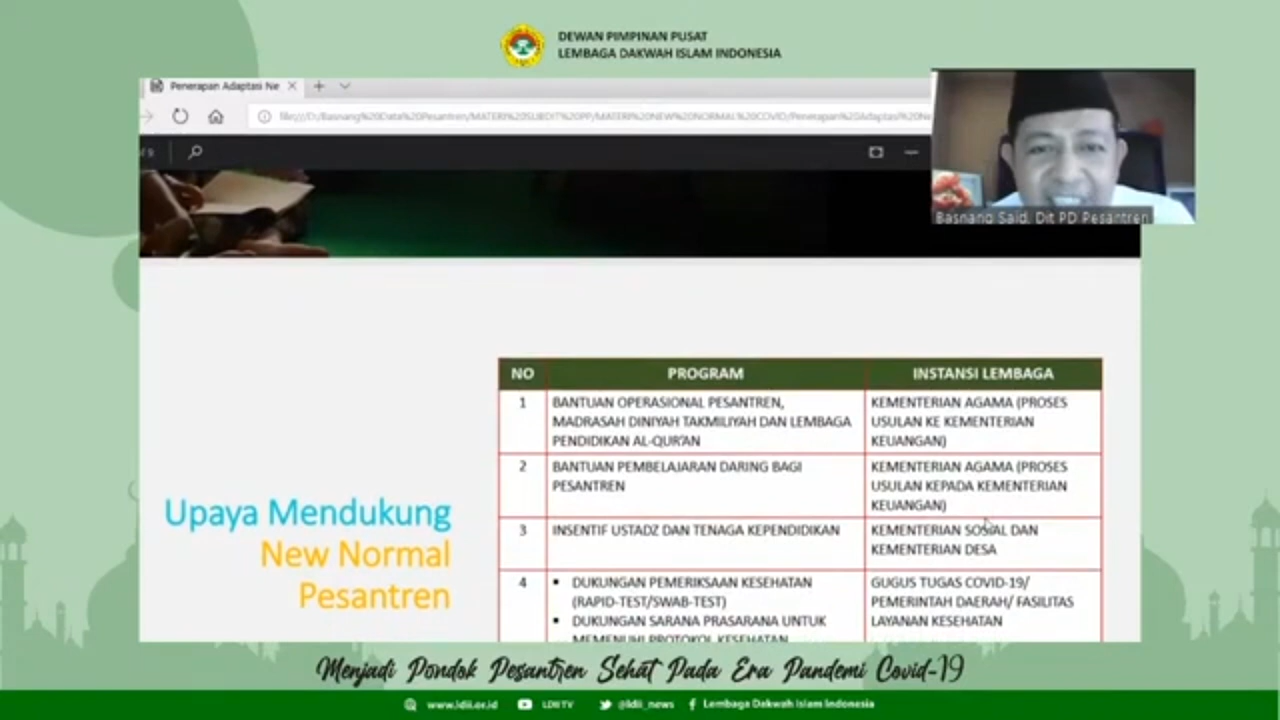 DEWAN PIMPINAN PUSAT
LEMBAGA DAKWAH ISLAM INDONESIA
Penerapan Adaptasi Ne
Basnang Said, Dit PD Pesantren
Upaya Mendukung
New Normal
Pesantren
NO PROGRAM INSTANSI LEMBAGA
1 BANTUAN OPERASIONAL PESANTREN, KEMENTERIAN AGAMA (PROSES
MADRASAH DINIYAH TAKMILIYAH DAN LEMBAGA USULAN KE KEMENTERIAN
PENDIDIKAN AL-QUR'AN KEUANGAN)
2 BANTUAN PEMBELAJARAN DARING BAGI KEMENTERIAN AGAMA (PROSES
PESANTREN USULAN KEPADA KEMENTERIAN
KEUANGAN)
3 INSENTIF USTADZ DAN TENAGA KEPENDIDIKAN KEMENTERIAN SOSIAL DAN
KEMENTERIAN DESA
4 ▪ DUKUNGAN PEMERIKSAAN KESEHATAN GUGUS TUGAS COVID-19/
(RAPID-TEST/SWAB-TEST) PEMERINTAH DAERAH/ FASILITAS
▪ DUKUNGAN SARANA PRASARANA UNTUK LAYANAN KESEHATAN
MEMENUHI PROTOKOL KESEHATAN
Menjadi Pondok Pesantren Sehat Pada Era Pandemi Covid-19
www.ldii.or.id LDII TV @ldii_news Lembaga Dakwah Islam Indonesia